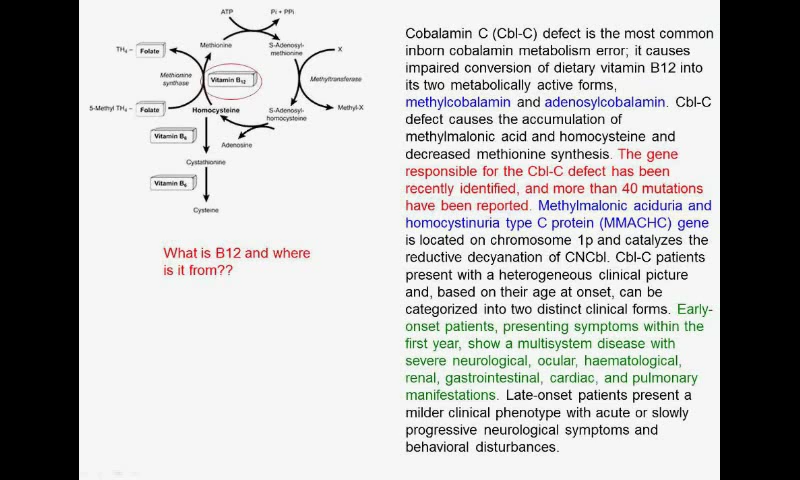 ATP
Pi + PPi
Methionine
S-Adenosyl-
methionine
TH₄ – Folate
Methionine
synthase
Vitamin B₁₂
X
Methyltransferase
5-Methyl TH₄ – Folate
Homocysteine
S-Adenosyl-
homocysteine
Methyl-X
Vitamin B₆
Adenosine
Cystathionine
Vitamin B₆
Cysteine
What is B12 and where
is it from??
Cobalamin C (Cbl-C) defect is the most common
inborn cobalamin metabolism error; it causes
impaired conversion of dietary vitamin B12 into
its two metabolically active forms,
methylcobalamin and adenosylcobalamin. Cbl-C
defect causes the accumulation of
methylmalonic acid and homocysteine and
decreased methionine synthesis. The gene
responsible for the Cbl-C defect has been
recently identified, and more than 40 mutations
have been reported. Methylmalonic aciduria and
homocystinuria type C protein (MMACHC) gene
is located on chromosome 1p and catalyzes the
reductive decyanation of CNCbl. Cbl-C patients
present with a heterogeneous clinical picture
and, based on their age at onset, can be
categorized into two distinct clinical forms. Early-
onset patients, presenting symptoms within the
first year, show a multisystem disease with
severe neurological, ocular, haematological,
renal, gastrointestinal, cardiac, and pulmonary
manifestations. Late-onset patients present a
milder clinical phenotype with acute or slowly
progressive neurological symptoms and
behavioral disturbances.